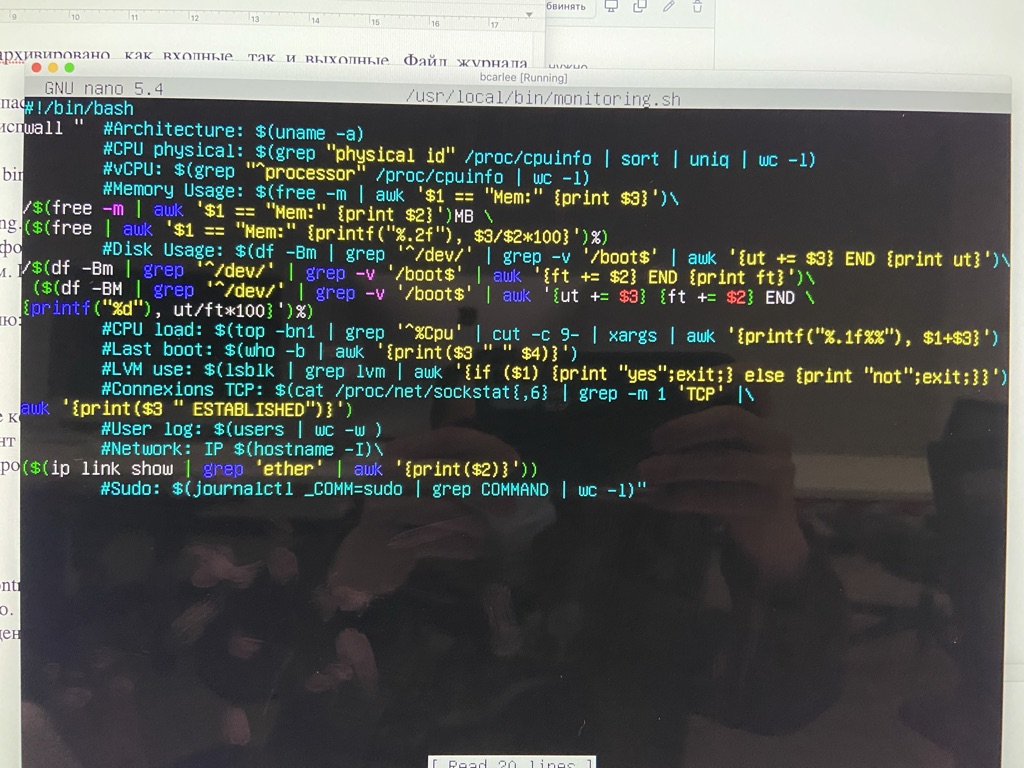 9 10 11 12 13 14 15 16 17
бвинять
архивировано, как входные, так и выходные. Файл журнала
нужно
bcarlee [Running]
GNU nano 5.4 /usr/local/bin/monitoring.sh
#!/bin/bash
wall " #Architecture: $(uname -a)
#CPU physical: $(grep "physical id" /proc/cpuinfo | sort | uniq | wc -l)
#vCPU: $(grep "^processor" /proc/cpuinfo | wc -l)
#Memory Usage: $(free -m | awk '$1 == "Mem:" {print $3}')\
/$(free -m | awk '$1 == "Mem:" {print $2}')MB \
($(free | awk '$1 == "Mem:" {printf("%.2f"), $3/$2*100}')%)
#Disk Usage: $(df -Bm | grep '^/dev/' | grep -v '/boot$' | awk '{ut += $3} END {print ut}')\
/$(df -Bm | grep '^/dev/' | grep -v '/boot$' | awk '{ft += $2} END {print ft}')\
($(df -BM | grep '^/dev/' | grep -v '/boot$' | awk '{ut += $3} {ft += $2} END \
{printf("%d"), ut/ft*100}')%)
#CPU load: $(top -bn1 | grep '^%Cpu' | cut -c 9- | xargs | awk '{printf("%.1f%%"), $1+$3}')
#Last boot: $(who -b | awk '{print($3 " " $4)}')
#LVM use: $(lsblk | grep lvm | awk '{if ($1) {print "yes";exit;} else {print "not";exit;}}')
#Connexions TCP: $(cat /proc/net/sockstat{,6} | grep -m 1 'TCP' |\
awk '{print($3 " ESTABLISHED")}')
#User log: $(users | wc -w )
#Network: IP $(hostname -I)\
($(ip link show | grep 'ether' | awk '{print($2)}'))
#Sudo: $(journalctl _COMM=sudo | grep COMMAND | wc -l)"
[ Read 20 lines ]